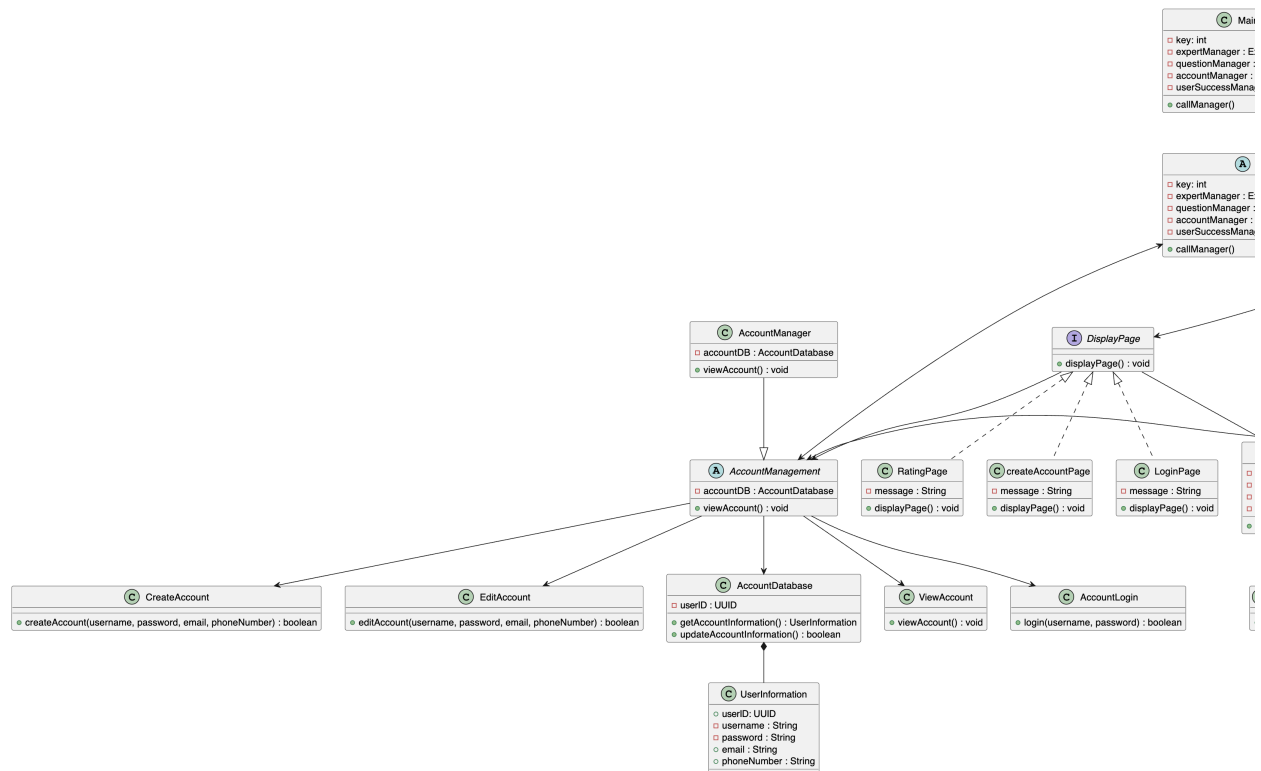 C Mai
key: int
expertManager : E
questionManager :
accountManager :
userSuccessMana
callManager()
A
key: int
expertManager : E
questionManager :
accountManager :
userSuccessMana
callManager()
C AccountManager
accountDB : AccountDatabase
viewAccount() : void
I DisplayPage
displayPage() : void
A AccountManagement
accountDB : AccountDatabase
viewAccount() : void
C RatingPage
message : String
displayPage() : void
C createAccountPage
message : String
displayPage() : void
C LoginPage
message : String
displayPage() : void
C CreateAccount
createAccount(username, password, email, phoneNumber) : boolean
C EditAccount
editAccount(username, password, email, phoneNumber) : boolean
C AccountDatabase
userID : UUID
getAccountInformation() : UserInformation
updateAccountInformation() : boolean
C ViewAccount
viewAccount() : void
C AccountLogin
login(username, password) : boolean
C UserInformation
userID: UUID
username : String
password : String
email : String
phoneNumber : String